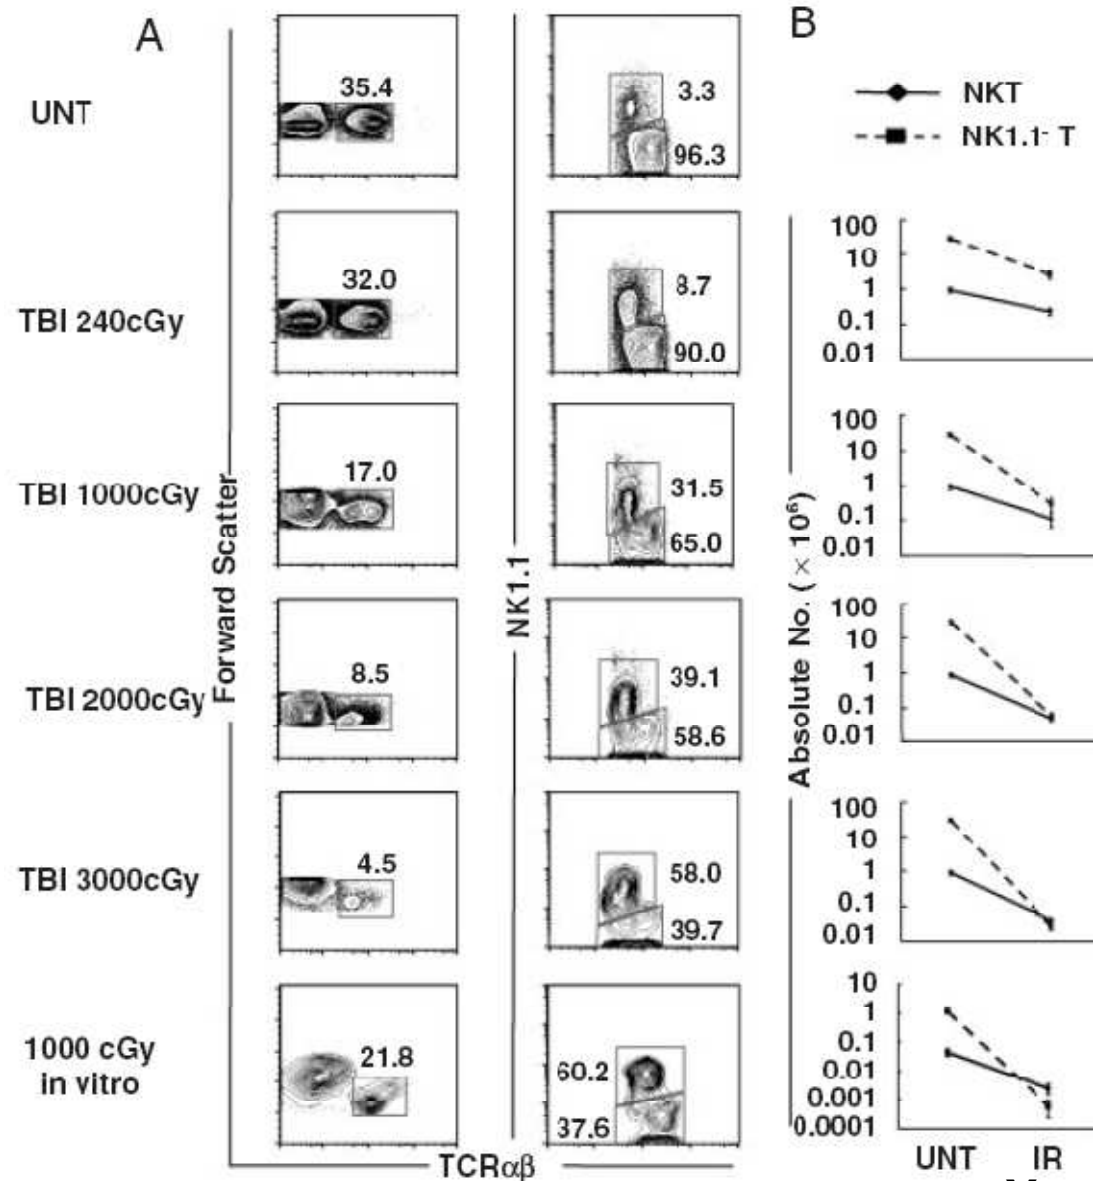 A
B
UNT
35.4
3.3
96.3
NKT
NK1.1- T
TBI 240cGy
32.0
8.7
90.0
100
10
1
0.1
0.01
TBI 1000cGy
17.0
31.5
65.0
100
10
1
0.1
0.01
TBI 2000cGy
8.5
39.1
58.6
100
10
1
0.1
0.01
TBI 3000cGy
4.5
58.0
39.7
100
10
1
0.1
0.01
1000 cGy
in vitro
21.8
60.2
37.6
10
1
0.1
0.01
0.001
0.0001
Forward Scatter
NK1.1
Absolute No. (× 10⁶)
TCRαβ
UNT IR